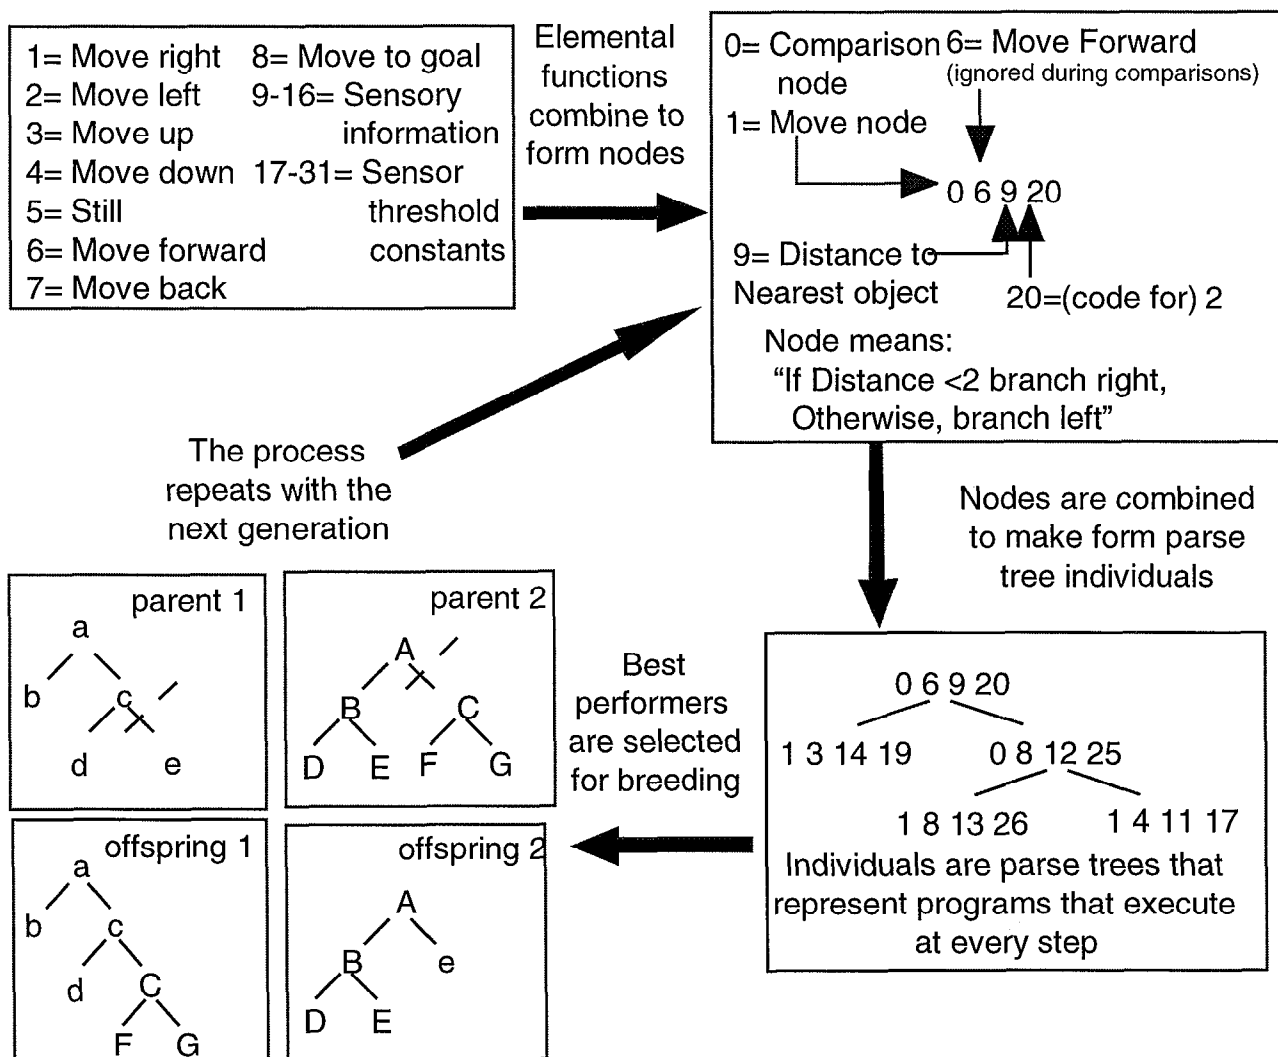 1= Move right
2= Move left
3= Move up
4= Move down
5= Still
6= Move forward
7= Move back
8= Move to goal
9-16= Sensory
information
17-31= Sensor
threshold
constants
Elemental
functions
combine to
form nodes
0= Comparison
node
1= Move node
6= Move Forward
(ignored during comparisons)
0 6 9 20
9= Distance to
Nearest object
20=(code for) 2
Node means:
“If Distance <2 branch right,
Otherwise, branch left”
Nodes are combined
to make form parse
tree individuals
0 6 9 20
1 3 14 19
0 8 12 25
1 8 13 26
1 4 11 17
Individuals are parse trees that
represent programs that execute
at every step
Best
performers
are selected
for breeding
The process
repeats with the
next generation
parent 1
a
b
c
d
e
parent 2
A
B
C
D
E
F
G
offspring 1
a
b
c
d
C
F
G
offspring 2
A
B
e
D
E